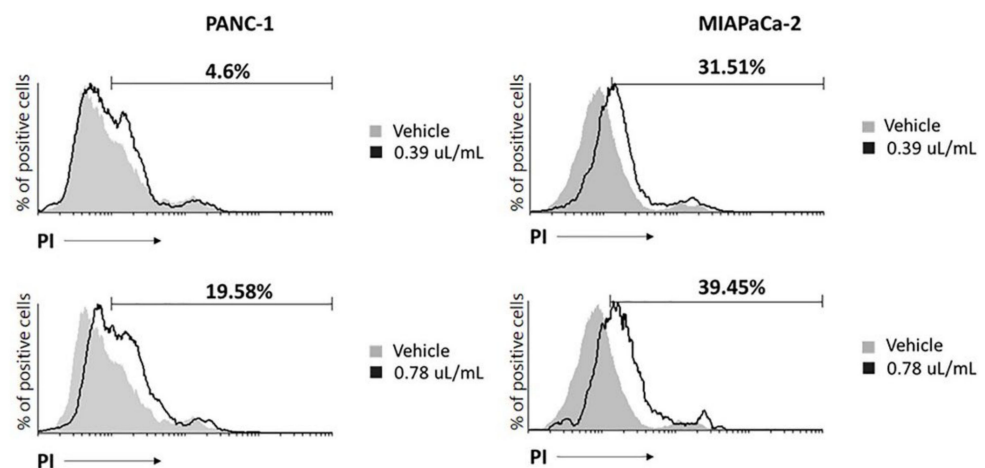 PANC-1
4.6%
% of positive cells
Vehicle
0.39 uL/mL
PI
19.58%
% of positive cells
Vehicle
0.78 uL/mL
PI
MIAPaCa-2
31.51%
% of positive cells
Vehicle
0.39 uL/mL
PI
39.45%
% of positive cells
Vehicle
0.78 uL/mL
PI